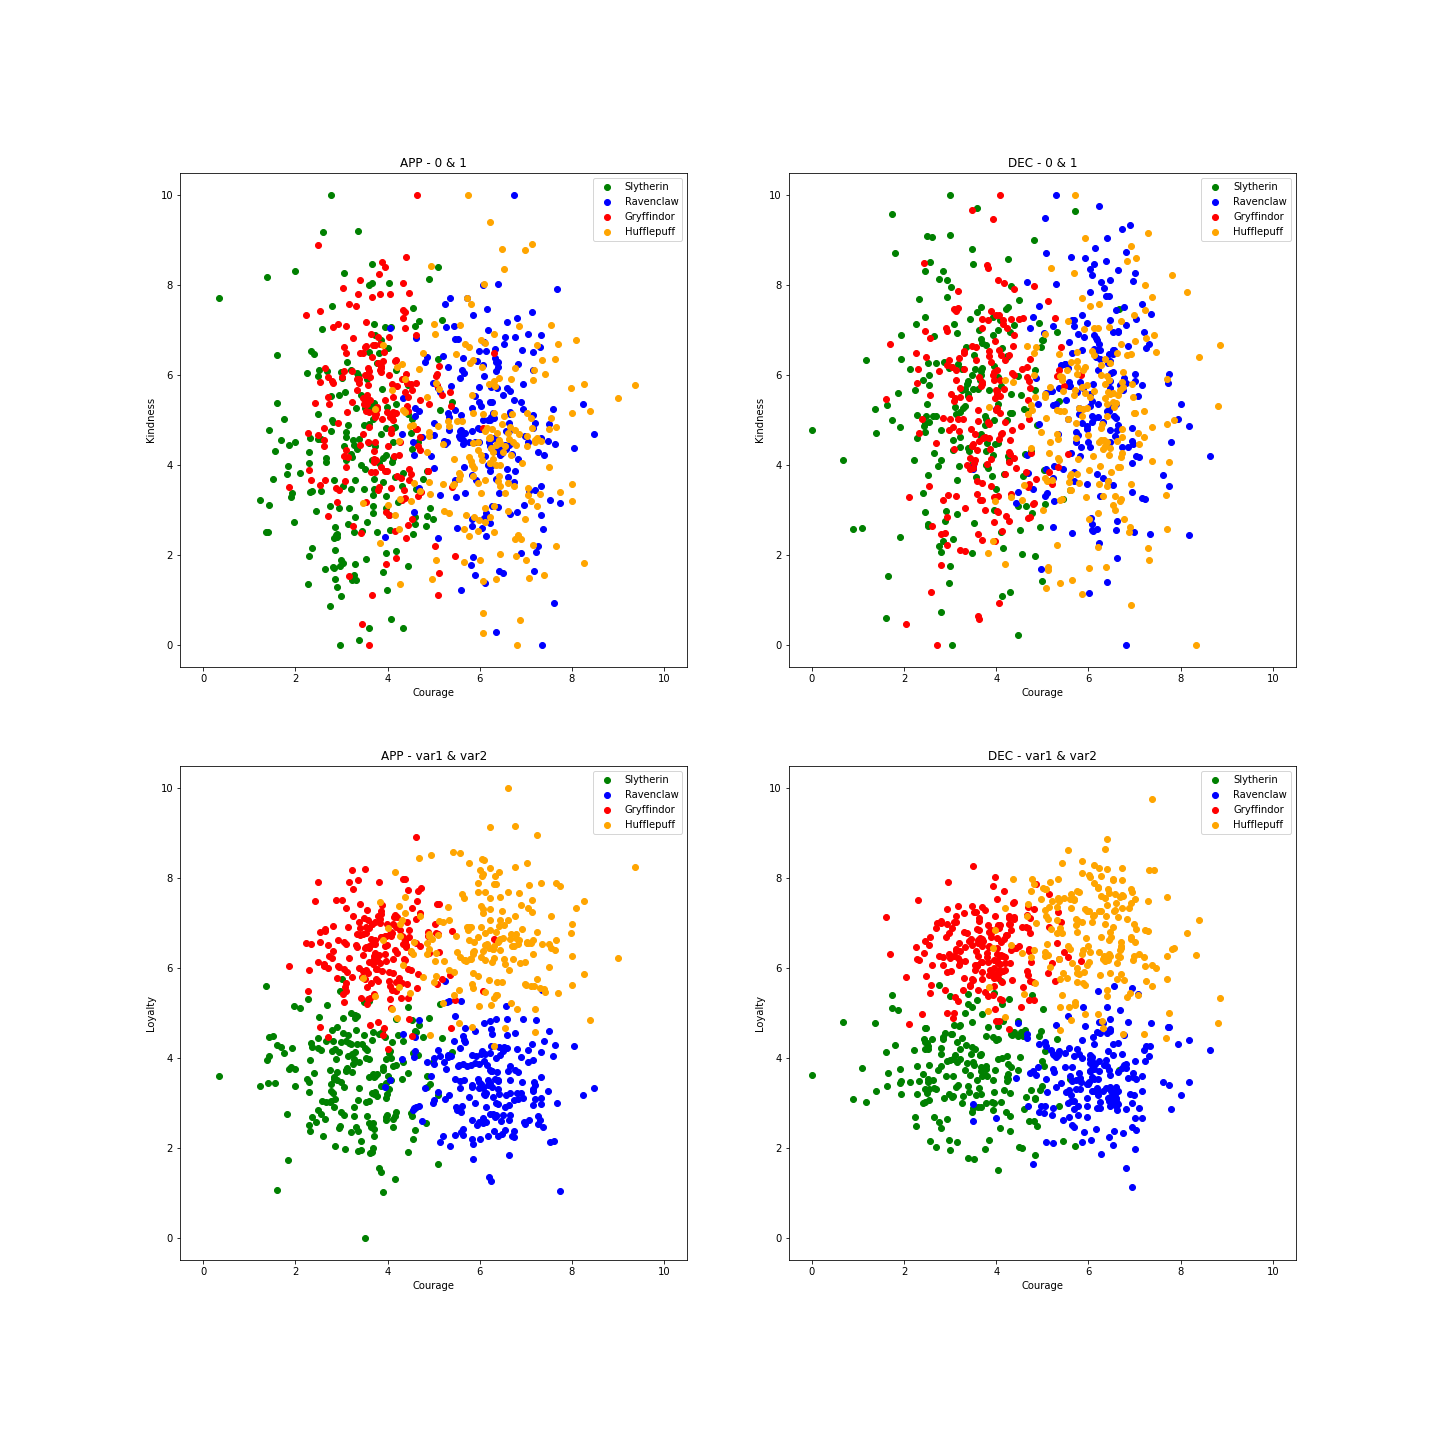 APP - 0 & 1
Kindness
10
8
6
4
2
0
0 2 4 6 8 10
Courage
Slytherin
Ravenclaw
Gryffindor
Hufflepuff
DEC - 0 & 1
Kindness
10
8
6
4
2
0
0 2 4 6 8 10
Courage
Slytherin
Ravenclaw
Gryffindor
Hufflepuff
APP - var1 & var2
Loyalty
10
8
6
4
2
0
0 2 4 6 8 10
Courage
Slytherin
Ravenclaw
Gryffindor
Hufflepuff
DEC - var1 & var2
Loyalty
10
8
6
4
2
0
0 2 4 6 8 10
Courage
Slytherin
Ravenclaw
Gryffindor
Hufflepuff